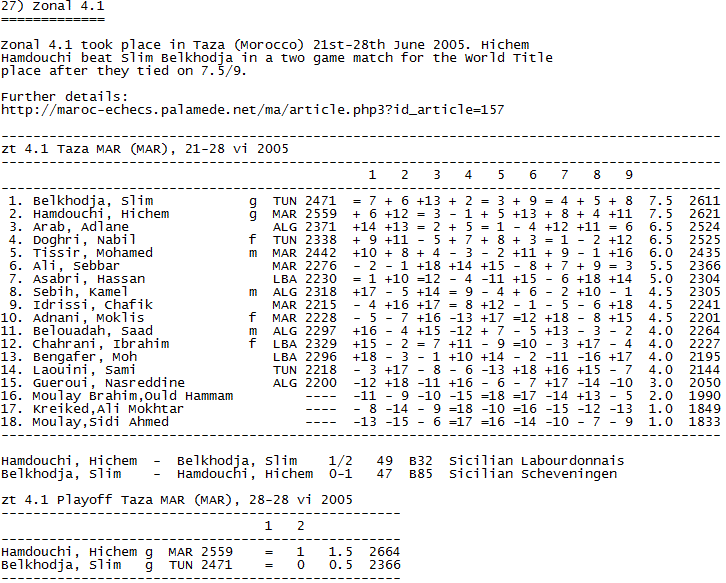 27) Zonal 4.1
=============
Zonal 4.1 took place in Taza (Morocco) 21st-28th June 2005. Hichem
Hamdouchi beat Slim Belkhodja in a two game match for the World Title
place after they tied on 7.5/9.
Further details:
http://maroc-echecs.palamede.net/ma/article.php3?id_article=157
------------------------------------------------------------------------------------------
zt 4.1 Taza MAR (MAR), 21-28 vi 2005
------------------------------------------------------------------------------------------
                                              1   2   3   4   5   6   7   8   9
------------------------------------------------------------------------------------------
 1. Belkhodja, Slim            g  TUN 2471  = 7 + 6 +13 + 2 = 3 + 9 = 4 + 5 + 8  7.5  2611
 2. Hamdouchi, Hichem          g  MAR 2559  + 6 +12 = 3 - 1 + 5 +13 + 8 + 4 +11  7.5  2621
 3. Arab, Adlane                  ALG 2371  +14 +13 = 2 + 5 = 1 - 4 +12 +11 = 6  6.5  2524
 4. Doghri, Nabil              f  TUN 2338  + 9 +11 - 5 + 7 + 8 + 3 = 1 - 2 +12  6.5  2525
 5. Tissir, Mohamed            m  MAR 2442  +10 + 8 + 4 - 3 - 2 +11 + 9 - 1 +16  6.0  2435
 6. Ali, Sebbar                   MAR 2276  - 2 - 1 +18 +14 +15 - 8 + 7 + 9 = 3  5.5  2366
 7. Asabri, Hassan                LBA 2230  = 1 +10 =12 - 4 -11 +15 - 6 +18 +14  5.0  2304
 8. Sebih, Kamel               m  ALG 2318  +17 - 5 +14 = 9 - 4 + 6 - 2 +10 - 1  4.5  2305
 9. Idrissi, Chafik               MAR 2215  - 4 +16 +17 = 8 +12 - 1 - 5 - 6 +18  4.5  2241
10. Adnani, Moklis             f  MAR 2228  - 5 - 7 +16 -13 +17 =12 +18 - 8 +15  4.5  2201
11. Belouadah, Saad            m  ALG 2297  +16 - 4 +15 -12 + 7 - 5 +13 - 3 - 2  4.0  2264
12. Chahrani, Ibrahim          f  LBA 2329  +15 - 2 = 7 +11 - 9 =10 - 3 +17 - 4  4.0  2227
13. Bengafer, Moh                LBA 2296  +18 - 3 - 1 +10 +14 - 2 -11 -16 +17  4.0  2195
14. Laouini, Sami                TUN 2218  - 3 +17 - 8 - 6 -13 +18 +16 +15 - 7  4.0  2144
15. Gueroui, Nasreddine          ALG 2200  -12 +18 -11 +16 - 6 - 7 +17 -14 -10  3.0  2050
16. Moulay Brahim,Ould Hammam        ----  -11 - 9 -10 -15 =18 =17 -14 +13 - 5  2.0  1990
17. Kreiked,Ali Mokhtar              ----  - 8 -14 - 9 =18 -10 =16 -15 -12 -13  1.0  1849
18. Moulay,Sidi Ahmed                ----  -13 -15 - 6 =17 =16 -14 -10 - 7 - 9  1.0  1833
------------------------------------------------------------------------------------------
Hamdouchi, Hichem  -  Belkhodja, Slim    1/2  49  B32  Sicilian Labourdonnais
Belkhodja, Slim    -  Hamdouchi, Hichem  0-1  47  B85  Sicilian Scheveningen
zt 4.1 Playoff Taza MAR (MAR), 28-28 vi 2005
--------------------------------------------------
                                 1   2
--------------------------------------------------
Hamdouchi, Hichem g  MAR 2559    =   1   1.5  2664
Belkhodja, Slim   g  TUN 2471    =   0   0.5  2366
--------------------------------------------------